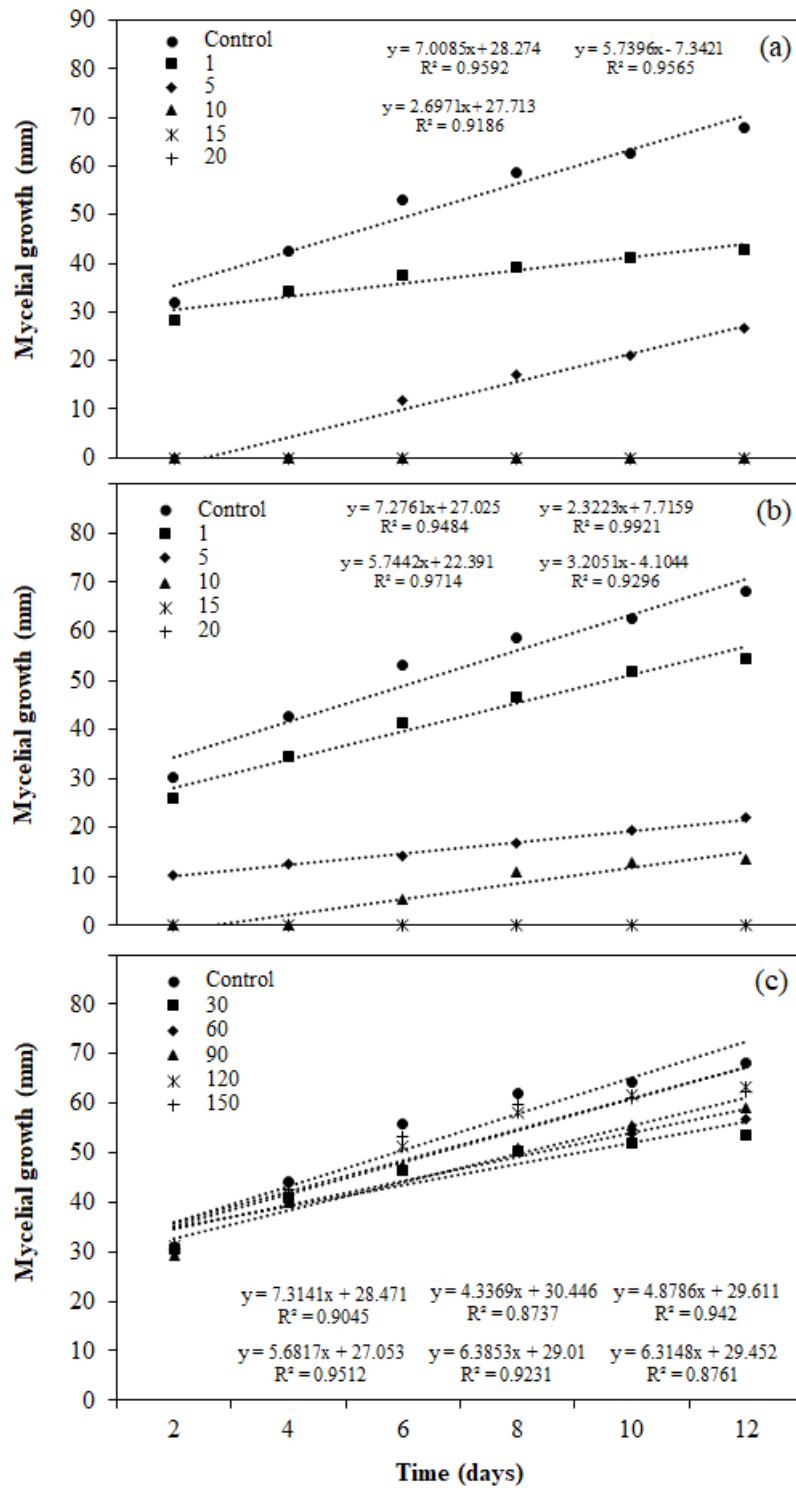 (a)
Control
1
5
10
15
20
y = 7.0085x + 28.274
R² = 0.9592
y = 5.7396x - 7.3421
R² = 0.9565
y = 2.6971x + 27.713
R² = 0.9186
90
80
70
60
50
40
30
20
10
0
Mycelial growth (mm)
(b)
Control
1
5
10
15
20
y = 7.2761x + 27.025
R² = 0.9484
y = 2.3223x + 7.7159
R² = 0.9921
y = 5.7442x + 22.391
R² = 0.9714
y = 3.2051x - 4.1044
R² = 0.9296
80
70
60
50
40
30
20
10
0
Mycelial growth (mm)
(c)
Control
30
60
90
120
150
80
70
60
50
40
30
20
10
0
Mycelial growth (mm)
y = 7.3141x + 28.471
R² = 0.9045
y = 4.3369x + 30.446
R² = 0.8737
y = 4.8786x + 29.611
R² = 0.942
y = 5.6817x + 27.053
R² = 0.9512
y = 6.3853x + 29.01
R² = 0.9231
y = 6.3148x + 29.452
R² = 0.8761
2 4 6 8 10 12
Time (days)